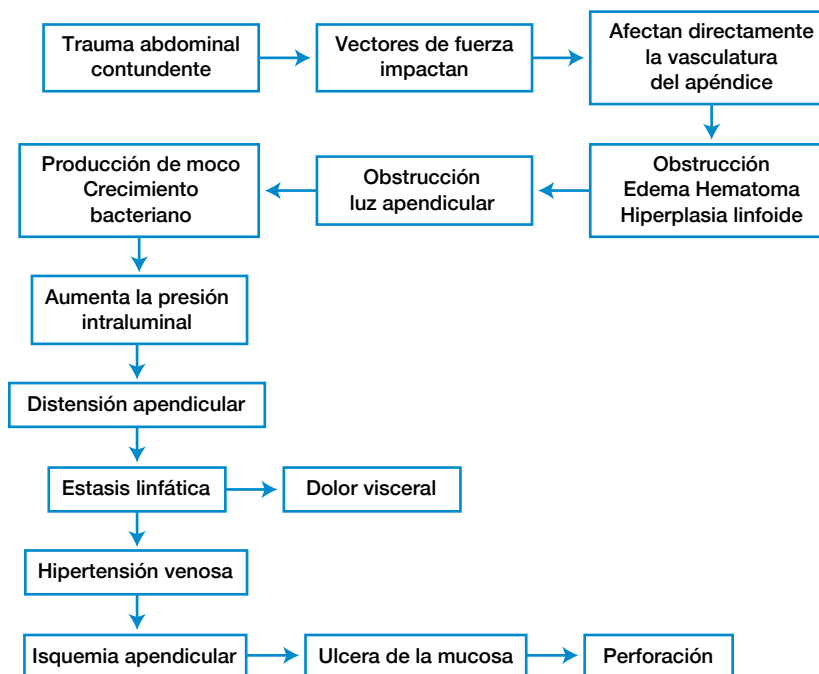 Trauma abdominal
contundente
Vectores de fuerza
impactan
Afectan directamente
la vasculatura
del apéndice
Obstrucción
Edema Hematoma
Hiperplasia linfoide
Obstrucción
luz apendicular
Producción de moco
Crecimiento
bacteriano
Aumenta la presión
intraluminal
Distensión apendicular
Estasis linfática
Dolor visceral
Hipertensión venosa
Isquemia apendicular
Ulcera de la mucosa
Perforación